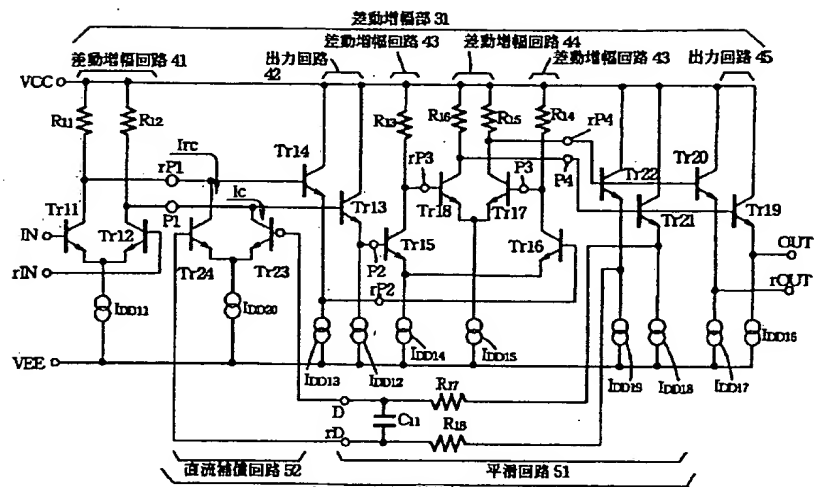 差動増幅部 31
差動増幅回路 41
出力回路 42
差動増幅回路 43
差動増幅回路 44
差動増幅回路 43
出力回路 45
VCC
R11
R12
R13
R16
R15
R14
Irc
rP1
Tr14
rP3
P3
rP4
P4
Tr22
Tr20
Tr11
P1
Ic
Tr12
Tr13
Tr18
Tr17
Tr21
Tr19
IN
rIN
Tr24
Tr23
P2
Tr15
Tr16
rP2
OUT
rOUT
IDD11
IDD20
IDD14
IDD15
IDD16
VEE
IDD13
IDD12
IDD19
IDD18
IDD17
D
R17
C11
rD
R18
直流補償回路 52
平滑回路 51